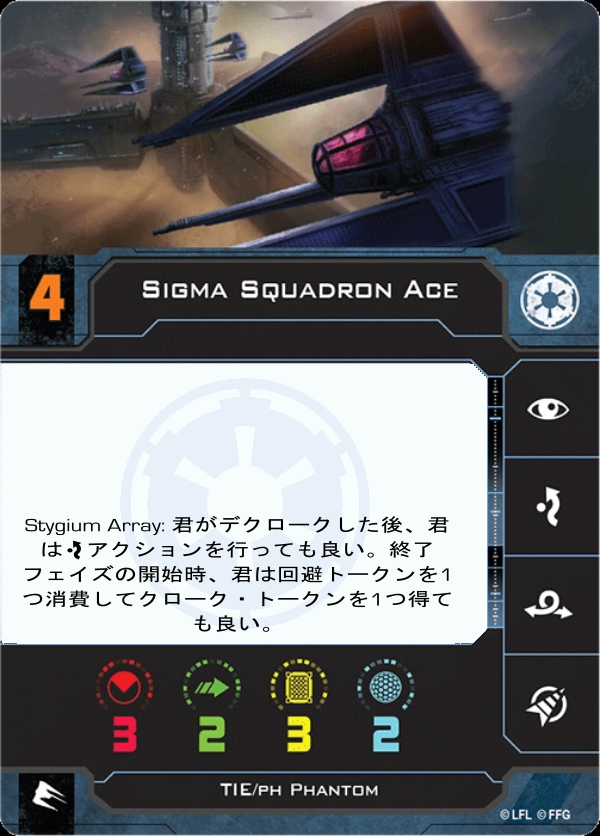 4
Sigma Squadron Ace
Stygium Array: 君がデクロークした後、君
は アクションを行っても良い。終了
フェイズの開始時、君は回避トークンを1
つ消費してクローク・トークンを1つ得て
も良い。
3 2 3 2
TIE/ph Phantom
© LFL © FFG